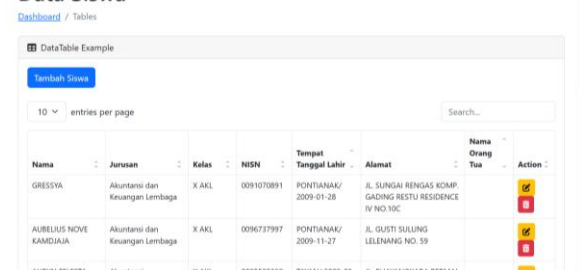 Data Siswa
Dashboard / Tables
DataTable Example
Tambah Siswa
10 entries per page
Search...
Nama Jurusan Kelas NISN Tempat Tanggal Lahir Alamat Nama Orang Tua Action
GRESSYA Akuntansi dan Keuangan Lembaga X AKL 0091070891 PONTIANAK/ 2009-01-28 JL. SUNGAI RENGAS KOMP. GADING RESTU RESIDENCE IV NO.10C
AUBELIUS NOVE KAMDJAJA Akuntansi dan Keuangan Lembaga X AKL 0096737997 PONTIANAK/ 2009-11-27 JL. GUSTI SULUNG LELENANG NO. 59